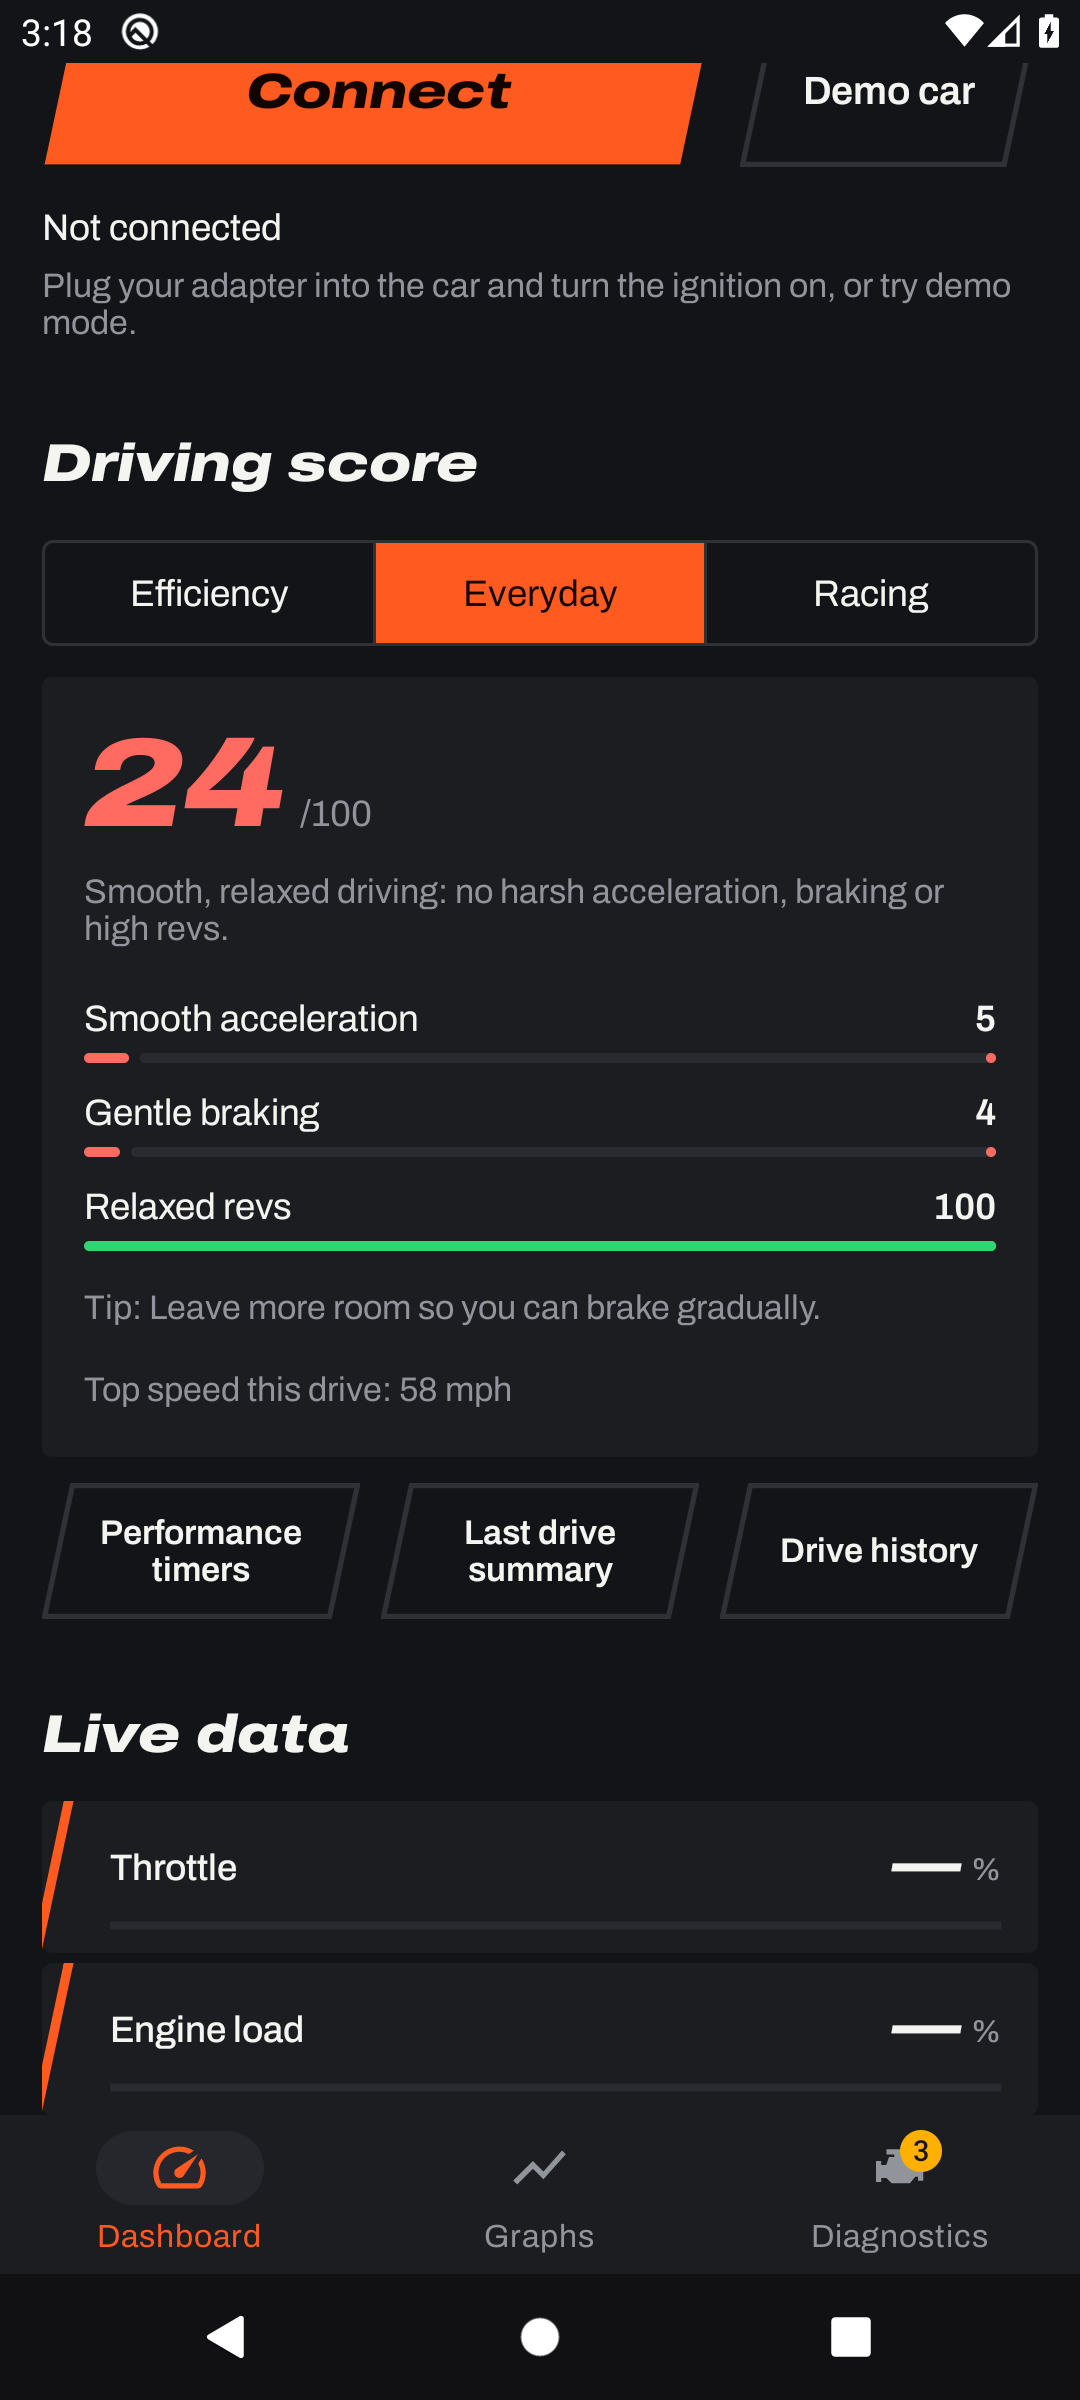 3:18
Connect
Demo car
Not connected
Plug your adapter into the car and turn the ignition on, or try demo
mode.
Driving score
Efficiency
Everyday
Racing
24 /100
Smooth, relaxed driving: no harsh acceleration, braking or
high revs.
Smooth acceleration 5
Gentle braking 4
Relaxed revs 100
Tip: Leave more room so you can brake gradually.
Top speed this drive: 58 mph
Performance
timers
Last drive
summary
Drive history
Live data
Throttle — %
Engine load — %
3
Dashboard
Graphs
Diagnostics